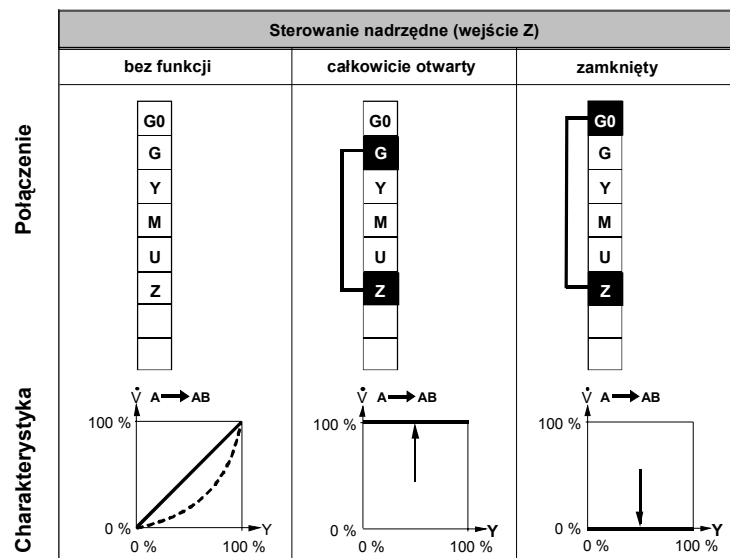 Sterowanie nadrzędne (wejście Z)
bez funkcji
całkowicie otwarty
zamknięty
Połączenie
G0
G
Y
M
U
Z
G0
G
Y
M
U
Z
G0
G
Y
M
U
Z
Charakterystyka
V̇ A → AB
100 %
0 %
Y
0 % 100 %
V̇ A → AB
100 %
0 %
Y
0 % 100 %
V̇ A → AB
100 %
0 %
Y
0 % 100 %